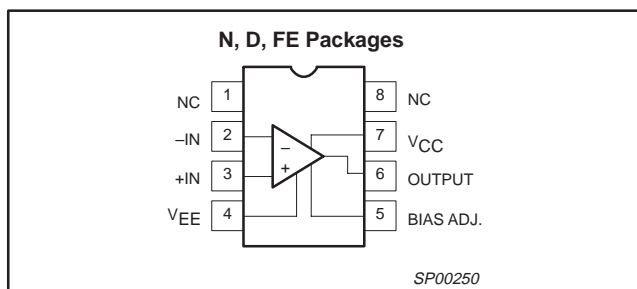 N, D, FE Packages
NC 1 8 NC
–IN 2 7 VCC
+IN 3 6 OUTPUT
VEE 4 5 BIAS ADJ.
–
+
SP00250